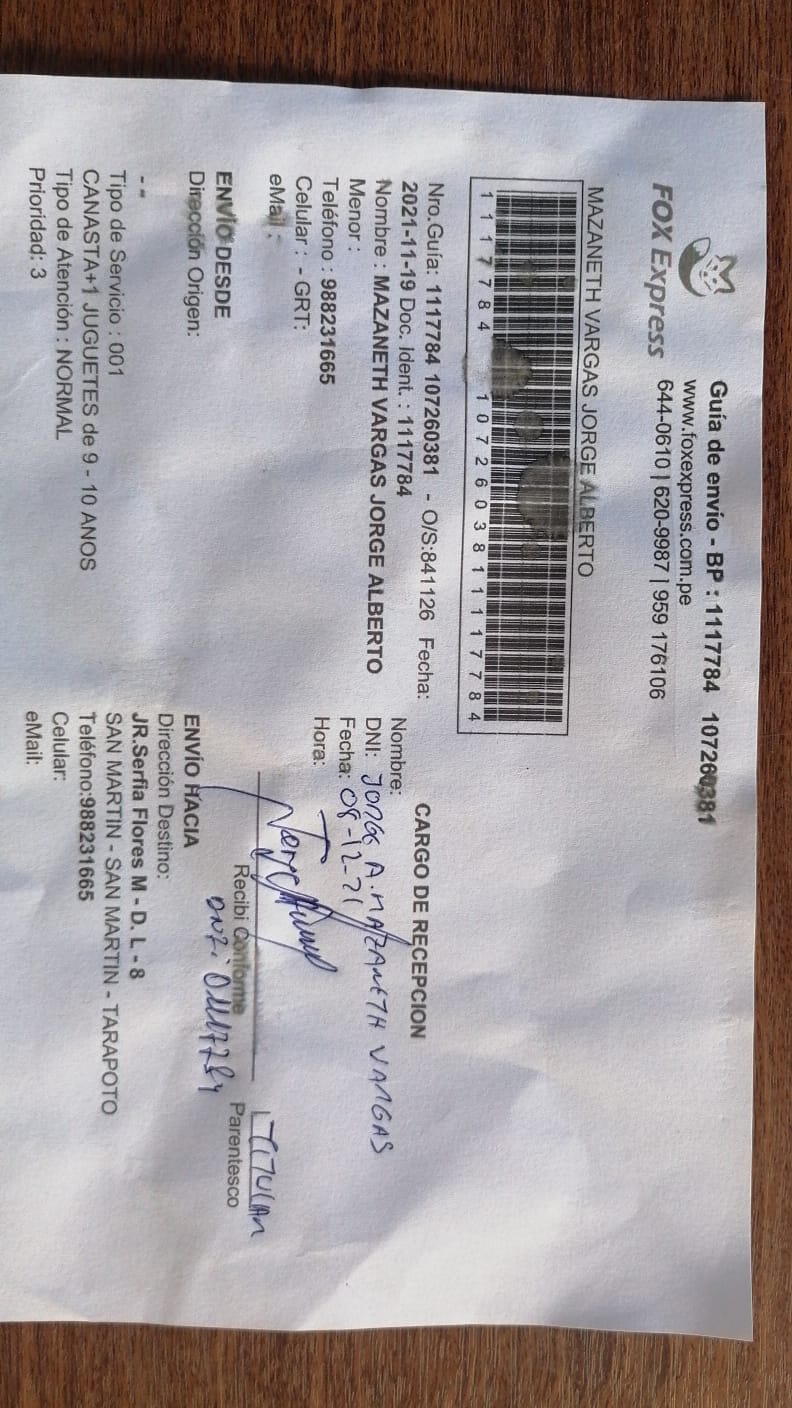 FOX Express
Guía de envío - BP : 1117784 107260381
www.foxexpress.com.pe
644-0610 | 620-9987 | 959 176106
MAZANETH VARGAS JORGE ALBERTO
1117784 1072603811117784
Nro.Guía: 1117784 107260381 - O/S:841126 Fecha:
2021-11-19 Doc. Ident. : 1117784
Nombre : MAZANETH VARGAS JORGE ALBERTO
Menor :
Teléfono : 988231665
Celular : - GRT:
eMail :
CARGO DE RECEPCION
Nombre:
DNI: JORGE A. MAZANETH VARGAS
Fecha: 08-12-21
Hora:
Recibi Conforme
TITULAR
Parentesco
ENVÍO DESDE
Dirección Origen:
- -
Tipo de Servicio : 001
CANASTA+1 JUGUETES de 9 - 10 ANOS
Tipo de Atención : NORMAL
Prioridad: 3
ENVÍO HACIA
Dirección Destino:
JR.Serfia Flores M - D. L - 8
SAN MARTIN - SAN MARTIN - TARAPOTO
Teléfono:988231665
Celular:
eMail: